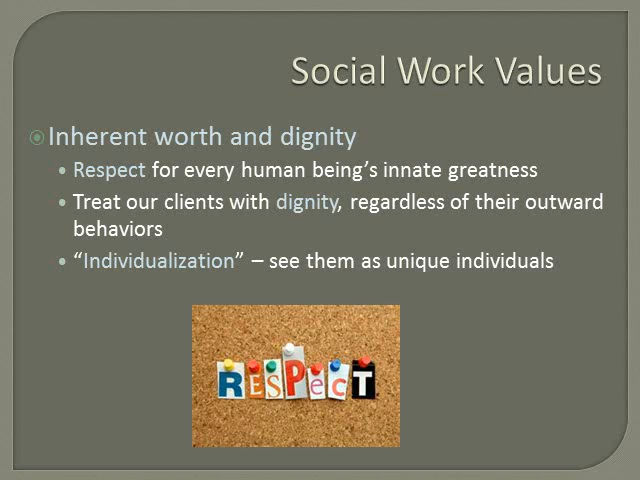 Social Work Values
Inherent worth and dignity
Respect for every human being's innate greatness
Treat our clients with dignity, regardless of their outward
behaviors
“Individualization” – see them as unique individuals
RESPecT